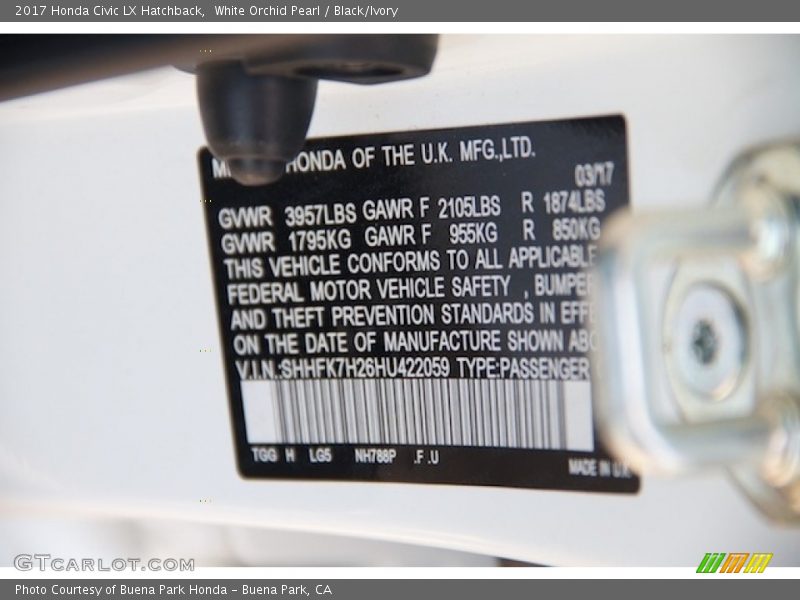 2017 Honda Civic LX Hatchback, White Orchid Pearl / Black/Ivory
HONDA OF THE U.K. MFG.,LTD.
03/17
GVWR 3957LBS GAWR F 2105LBS R 1874LBS
GVWR 1795KG GAWR F 955KG R 850KG
THIS VEHICLE CONFORMS TO ALL APPLICABLE
FEDERAL MOTOR VEHICLE SAFETY , BUMPER
AND THEFT PREVENTION STANDARDS IN
ON THE DATE OF MANUFACTURE SHOWN
V.I.N.:SHHFK7H26HU422059 TYPE:PASSENGER
TGG H LG5 NH788P .F .U
MADE IN U.K.
GTCARLOT.COM
Photo Courtesy of Buena Park Honda – Buena Park, CA